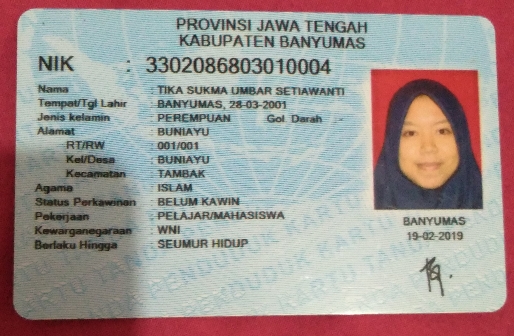 PROVINSI JAWA TENGAH
KABUPATEN BANYUMAS
NIK : 3302086803010004
Nama : TIKA SUKMA UMBAR SETIAWANTI
Tempat/Tgl Lahir : BANYUMAS, 28-03-2001
Jenis kelamin : PEREMPUAN Gol. Darah : -
Alamat : BUNIAYU
RT/RW : 001/001
Kel/Desa : BUNIAYU
Kecamatan : TAMBAK
Agama : ISLAM
Status Perkawinan : BELUM KAWIN
Pekerjaan : PELAJAR/MAHASISWA
Kewarganegaraan : WNI
Berlaku Hingga : SEUMUR HIDUP
BANYUMAS
19-02-2019
KARTU TANDA PENDUDUK